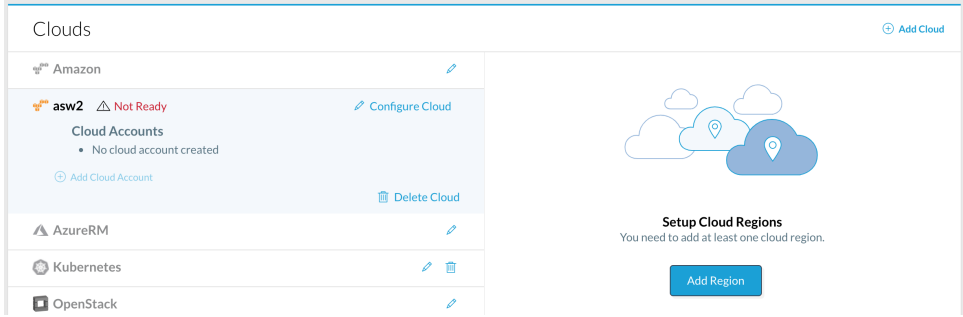 Clouds
Add Cloud
Amazon
asw2 Not Ready Configure Cloud
Cloud Accounts
• No cloud account created
Add Cloud Account
Delete Cloud
AzureRM
Kubernetes
OpenStack
Setup Cloud Regions
You need to add at least one cloud region.
Add Region